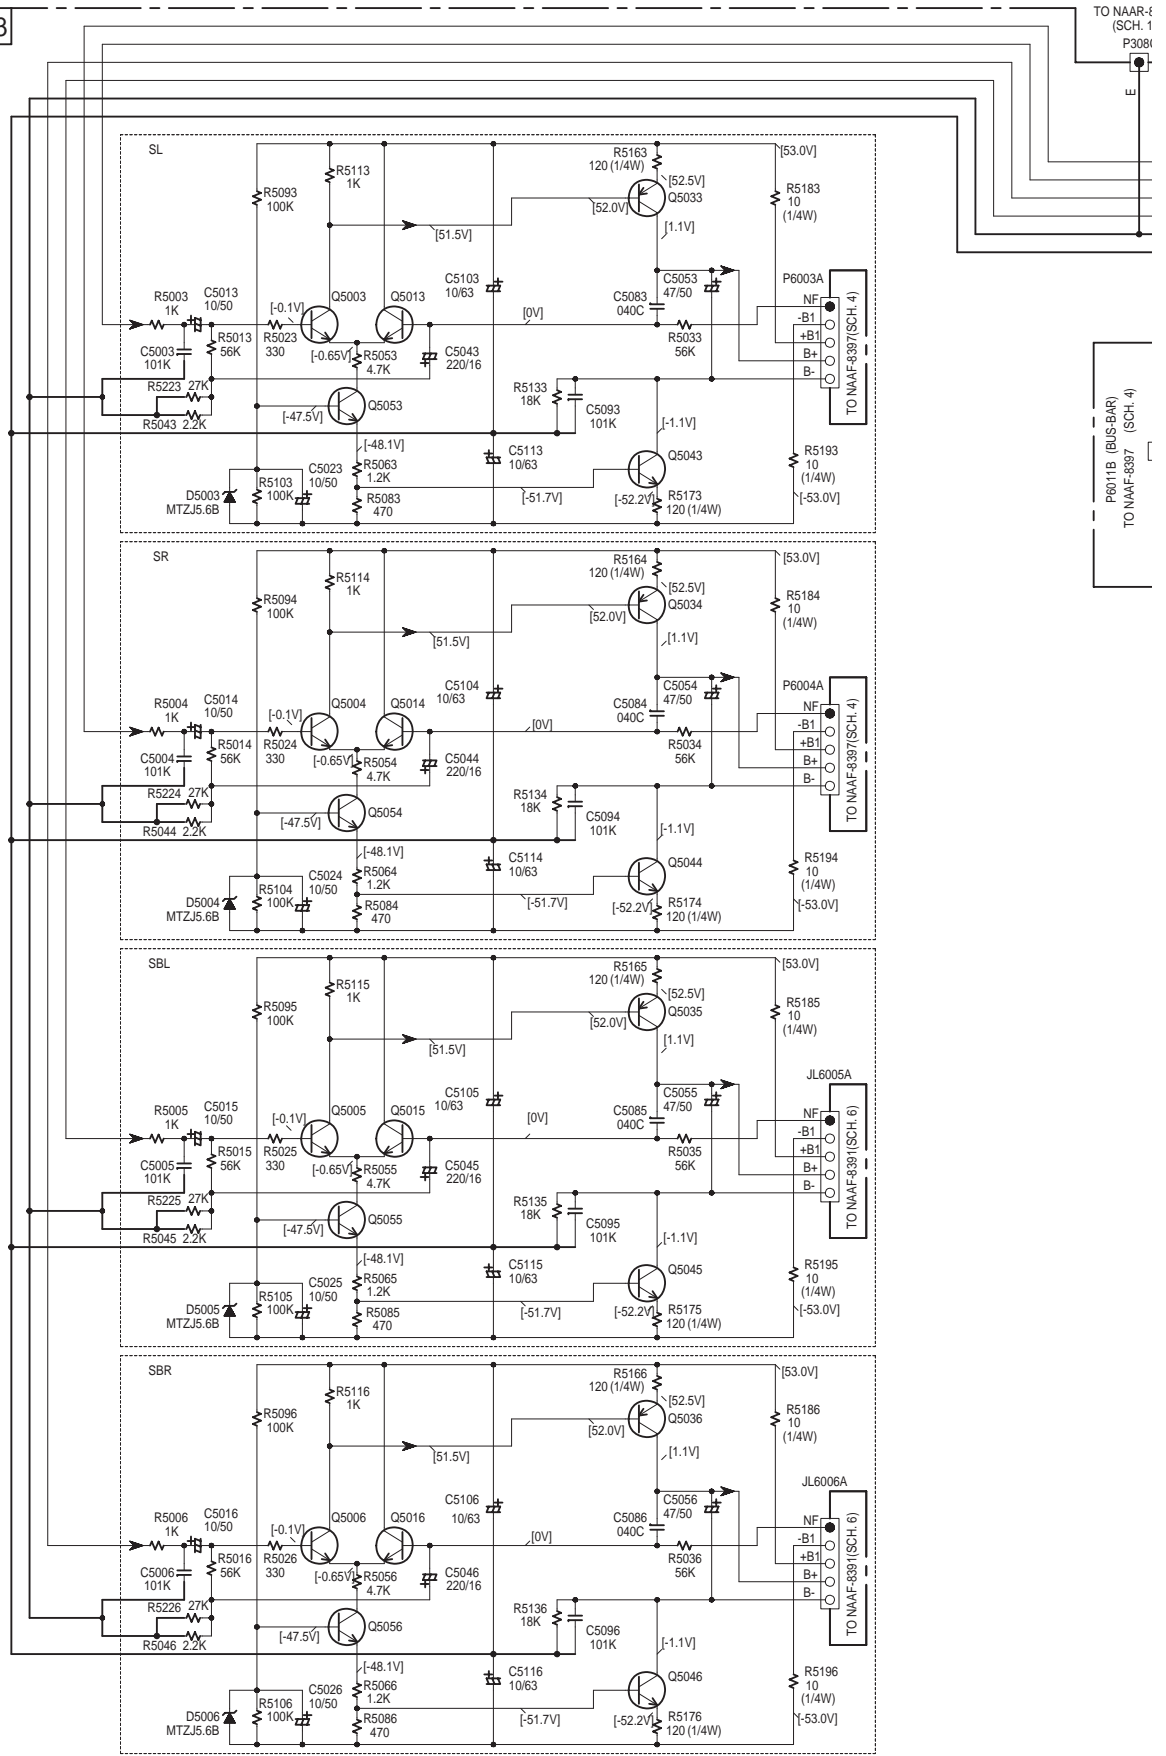 3
TO NAAR-8
(SCH. 1
P308
E
SL
R5093
100K
R5113
1K
R5163
120 (1/4W)
[52.5V]
Q5033
[52.0V]
[1.1V]
[51.5V]
[53.0V]
R5183
10
(1/4W)
P6003A
R5003
1K
C5013
10/50
[-0.1V]
Q5003
Q5013
C5103
10/63
C5083
040C
C5053
47/50
[0V]
NF
-B1
+B1
B+
B-
TO NAAF-8397(SCH. 4)
C5003
101K
R5013
56K
R5023
330
[-0.65V]
R5053
4.7K
C5043
220/16
R5033
56K
R5223
27K
R5043 2.2K
[-47.5V]
Q5053
R5133
18K
C5093
101K
[-1.1V]
[-48.1V]
C5113
10/63
Q5043
R5193
10
(1/4W)
[-53.0V]
D5003
MTZJ5.6B
R5103
100K
C5023
10/50
R5063
1.2K
R5083
470
[-51.7V]
[-52.2V]
R5173
120 (1/4W)
P6011B (BUS-BAR)
TO NAAF-8397 (SCH. 4)
SR
R5094
100K
R5114
1K
R5164
120 (1/4W)
[52.5V]
Q5034
[52.0V]
[1.1V]
[51.5V]
[53.0V]
R5184
10
(1/4W)
P6004A
R5004
1K
C5014
10/50
[-0.1V]
Q5004
Q5014
C5104
10/63
C5084
040C
C5054
47/50
[0V]
NF
-B1
+B1
B+
B-
TO NAAF-8397(SCH. 4)
C5004
101K
R5014
56K
R5024
330
[-0.65V]
R5054
4.7K
C5044
220/16
R5034
56K
R5224
27K
R5044 2.2K
[-47.5V]
Q5054
R5134
18K
C5094
101K
[-1.1V]
[-48.1V]
C5114
10/63
Q5044
R5194
10
(1/4W)
[-53.0V]
D5004
MTZJ5.6B
R5104
100K
C5024
10/50
R5064
1.2K
R5084
470
[-51.7V]
[-52.2V]
R5174
120 (1/4W)
SBL
R5095
100K
R5115
1K
R5165
120 (1/4W)
[52.5V]
Q5035
[52.0V]
[1.1V]
[51.5V]
[53.0V]
R5185
10
(1/4W)
JL6005A
R5005
1K
C5015
10/50
[-0.1V]
Q5005
Q5015
C5105
10/63
C5085
040C
C5055
47/50
[0V]
NF
-B1
+B1
B+
B-
TO NAAF-8391(SCH. 6)
C5005
101K
R5015
56K
R5025
330
[-0.65V]
R5055
4.7K
C5045
220/16
R5035
56K
R5225
27K
R5045 2.2K
[-47.5V]
Q5055
R5135
18K
C5095
101K
[-1.1V]
[-48.1V]
C5115
10/63
Q5045
R5195
10
(1/4W)
[-53.0V]
D5005
MTZJ5.6B
R5105
100K
C5025
10/50
R5065
1.2K
R5085
470
[-51.7V]
[-52.2V]
R5175
120 (1/4W)
SBR
R5096
100K
R5116
1K
R5166
120 (1/4W)
[52.5V]
Q5036
[52.0V]
[1.1V]
[51.5V]
[53.0V]
R5186
10
(1/4W)
JL6006A
R5006
1K
C5016
10/50
[-0.1V]
Q5006
Q5016
C5106
10/63
C5086
040C
C5056
47/50
[0V]
NF
-B1
+B1
B+
B-
TO NAAF-8391(SCH. 6)
C5006
101K
R5016
56K
R5026
330
[-0.65V]
R5056
4.7K
C5046
220/16
R5036
56K
R5226
27K
R5046 2.2K
[-47.5V]
Q5056
R5136
18K
C5096
101K
[-1.1V]
[-48.1V]
C5116
10/63
Q5046
R5196
10
(1/4W)
[-53.0V]
D5006
MTZJ5.6B
R5106
100K
C5026
10/50
R5066
1.2K
R5086
470
[-51.7V]
[-52.2V]
R5176
120 (1/4W)